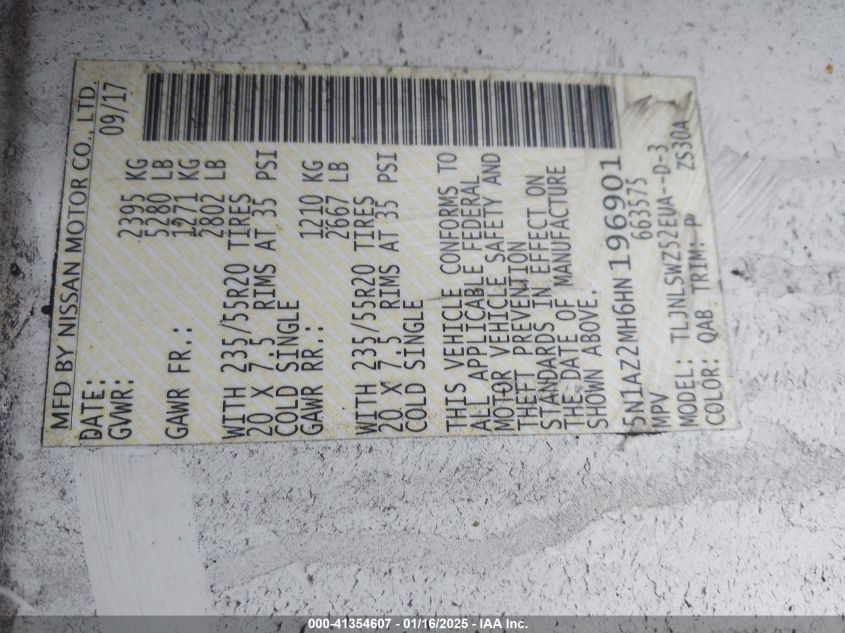 MFD BY NISSAN MOTOR CO., LTD.
DATE: 09/17
GVWR: 2395 KG
5280 LB
GAWR FR.: 1271 KG
2802 LB
WITH 235/55R20 TIRES
20 X 7.5 RIMS AT 35 PSI
COLD SINGLE
GAWR RR.: 1210 KG
2667 LB
WITH 235/55R20 TIRES
20 X 7.5 RIMS AT 35 PSI
COLD SINGLE
THIS VEHICLE CONFORMS TO
ALL APPLICABLE FEDERAL
MOTOR VEHICLE SAFETY AND
THEFT PREVENTION
STANDARDS IN EFFECT ON
THE DATE OF MANUFACTURE
SHOWN ABOVE.
5N1AZ2MH6HN196901
MPV 663575
MODEL: TLJNLSWZ52EUA--D-3
COLOR: QAB TRIM: P ZS30A
000-41354607 - 01/16/2025 - IAA Inc.